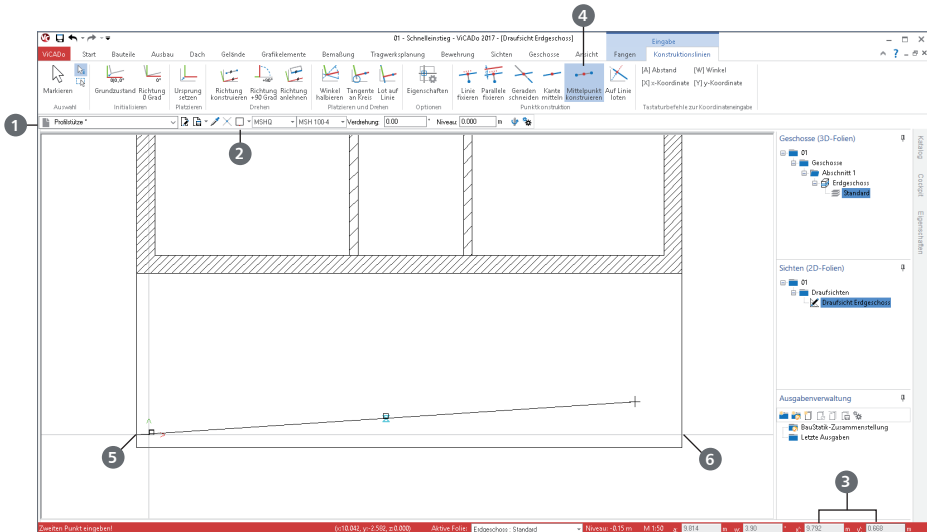 4
01 - Schnelleinstieg - ViCADo 2017 - [Draufsicht Erdgeschoss]
Eingabe
ViCADo Start Bauteile Ausbau Dach Gelände Grafikelemente Bemaßung Tragwerksplanung Bewehrung Sichten Geschosse Ansicht Fangen Konstruktionslinien
Markieren
Grundzustand
Richtung 0 Grad
Ursprung setzen
Richtung konstruieren
Richtung +90 Grad
Richtung anlehnen
Winkel halbieren
Tangente an Kreis
Lot auf Linie
Eigenschaften
Linie fixieren
Parallele fixieren
Geraden schneiden
Kante mitteln
Mittelpunkt konstruieren
Auf Linie loten
[A] Abstand [W] Winkel
[X] x-Koordinate [Y] y-Koordinate
Auswahl Initialisieren Platzieren Drehen Platzieren und Drehen Optionen Punktkonstruktion Tastaturbefehle zur Koordinateneingabe
1
Profilstütze * MSHQ MSH 100-4 Verdrehung: 0.00 ° Niveau: 0.000 m
2
Geschosse (3D-Folien)
01
Geschosse
Abschnitt 1
Erdgeschoss
Standard
Katalog
Cockpit
Eigenschaften
Sichten (2D-Folien)
01
Draufsichten
Draufsicht Erdgeschoss
Ausgabenverwaltung
BauStatik-Zusammenstellung
Letzte Ausgaben
5
6
3
Zweiten Punkt eingeben! (x:10.042, y:-2.582, z:0.000) Aktive Folie: Erdgeschoss : Standard Niveau: -0.15 m M 1:50 a: 9.814 m w: 3.90 ° x': 9.792 m y': 0.668 m